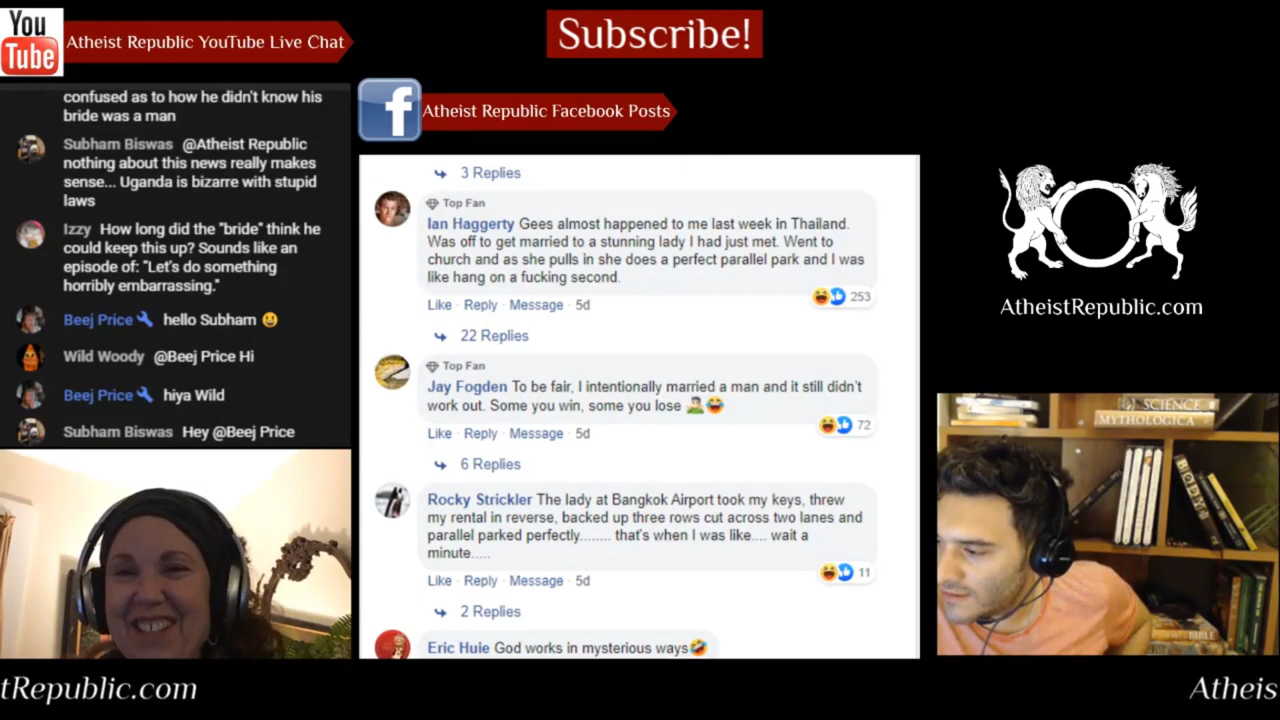 You
Tube
Atheist Republic YouTube Live Chat
Subscribe!
confused as to how he didn't know his
bride was a man
Subham Biswas @Atheist Republic
nothing about this news really makes
sense... Uganda is bizarre with stupid
laws
Izzy How long did the "bride" think he
could keep this up? Sounds like an
episode of: "Let's do something
horribly embarrassing."
Beej Price hello Subham 😃
Wild Woody @Beej Price Hi
Beej Price hiya Wild
Subham Biswas Hey @Beej Price
f
Atheist Republic Facebook Posts
3 Replies
Top Fan
Ian Haggerty Gees almost happened to me last week in Thailand.
Was off to get married to a stunning lady I had just met. Went to
church and as she pulls in she does a perfect parallel park and I was
like hang on a fucking second.
Like · Reply · Message · 5d
253
22 Replies
Top Fan
Jay Fogden To be fair, I intentionally married a man and it still didn't
work out. Some you win, some you lose 🤷😂
Like · Reply · Message · 5d
72
6 Replies
Rocky Strickler The lady at Bangkok Airport took my keys, threw
my rental in reverse, backed up three rows cut across two lanes and
parallel parked perfectly........ that's when I was like.... wait a
minute.....
Like · Reply · Message · 5d
11
2 Replies
Eric Huie God works in mysterious ways🤣
AtheistRepublic.com
SCIENCE
MYTHOLOGICA
BODY
BIBLE
tRepublic.com
Atheis